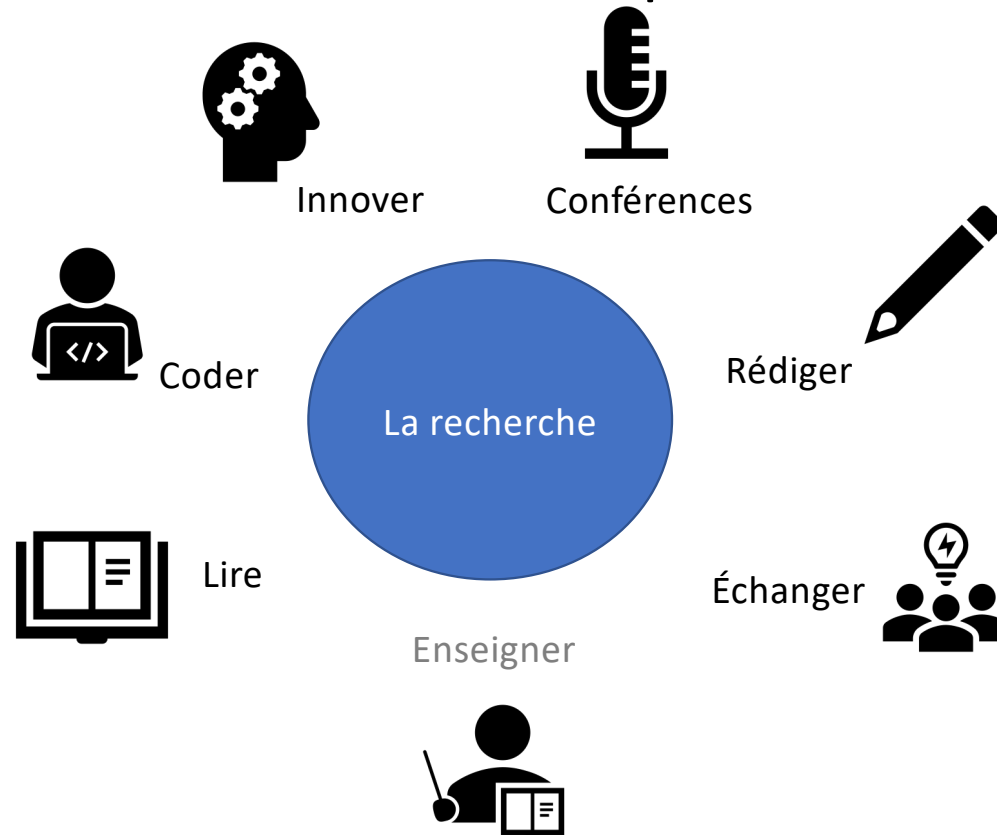 Innover
Conférences
Coder
Rédiger
La recherche
Lire
Échanger
Enseigner